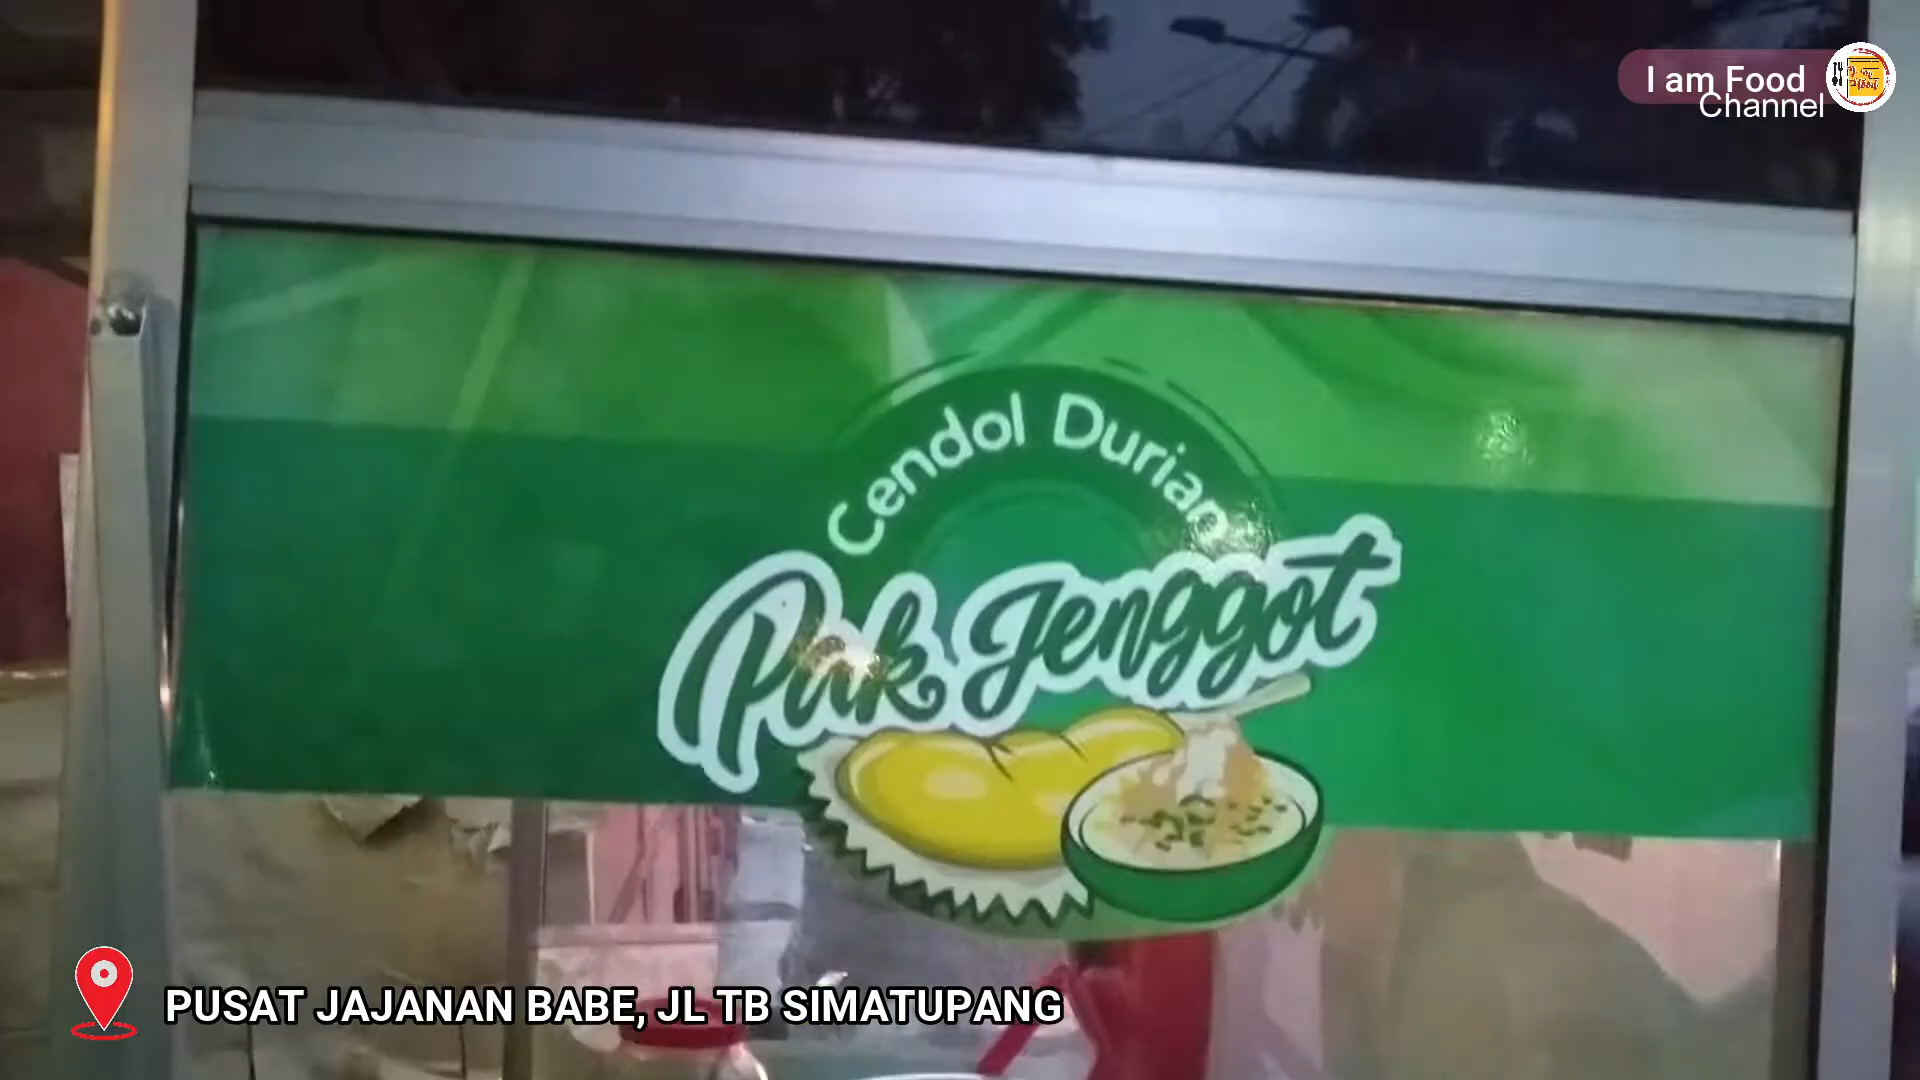 I am Food
Channel
Cendol Durian
Pak Jenggot
PUSAT JAJANAN BABE, JL TB SIMATUPANG